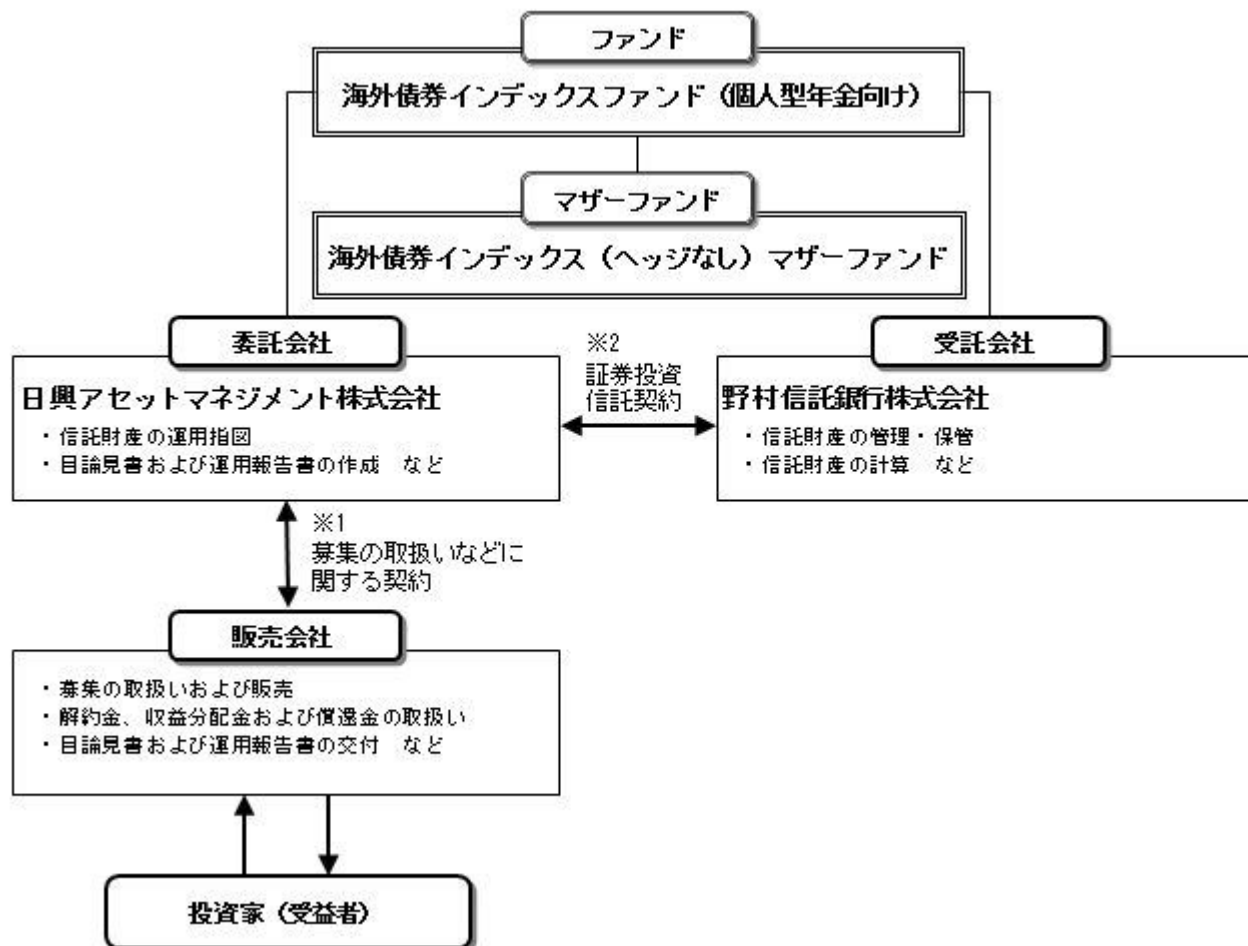 ファンド
海外債券インデックスファンド（個人型年金向け）
マザーファンド
海外債券インデックス（ヘッジなし）マザーファンド
委託会社
日興アセットマネジメント株式会社
・信託財産の運用指図
・目論見書および運用報告書の作成　など
※2
証券投資
信託契約
受託会社
野村信託銀行株式会社
・信託財産の管理・保管
・信託財産の計算　など
※1
募集の取扱いなどに
関する契約
販売会社
・募集の取扱いおよび販売
・解約金、収益分配金および償還金の取扱い
・目論見書および運用報告書の交付　など
投資家（受益者）